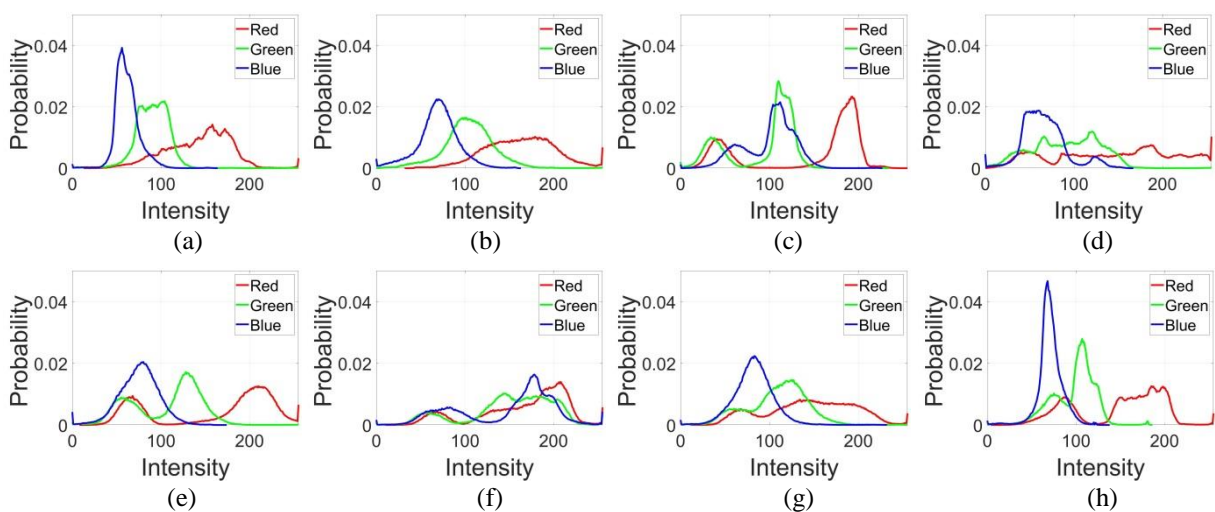 Probability
0.04
0.02
0
0 100 200
Intensity
Red
Green
Blue
(a)
Probability
0.04
0.02
0
0 100 200
Intensity
Red
Green
Blue
(b)
Probability
0.04
0.02
0
0 100 200
Intensity
Red
Green
Blue
(c)
Probability
0.04
0.02
0
0 100 200
Intensity
Red
Green
Blue
(d)
Probability
0.04
0.02
0
0 100 200
Intensity
Red
Green
Blue
(e)
Probability
0.04
0.02
0
0 100 200
Intensity
Red
Green
Blue
(f)
Probability
0.04
0.02
0
0 100 200
Intensity
Red
Green
Blue
(g)
Probability
0.04
0.02
0
0 100 200
Intensity
Red
Green
Blue
(h)